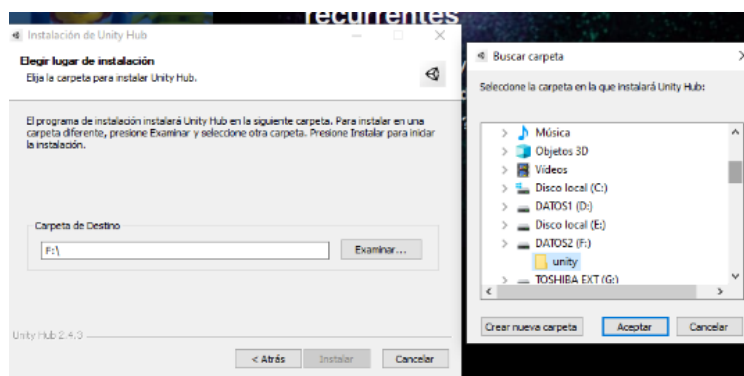 recurrentes
Instalación de Unity Hub
Elegir lugar de instalación
Elija la carpeta para instalar Unity Hub.
El programa de instalación instalará Unity Hub en la siguiente carpeta. Para instalar en una
carpeta diferente, presione Examinar y seleccione otra carpeta. Presione Instalar para iniciar
la instalación.
Carpeta de Destino
F:\
Examinar...
Unity Hub 2.4.3
< Atrás
Instalar
Cancelar
Buscar carpeta
Seleccione la carpeta en la que instalará Unity Hub:
Música
Objetos 3D
Vídeos
Disco local (C:)
DATOS1 (D:)
Disco local (E:)
DATOS2 (F:)
unity
TOSHIBA EXT (G:)
Crear nueva carpeta
Aceptar
Cancelar